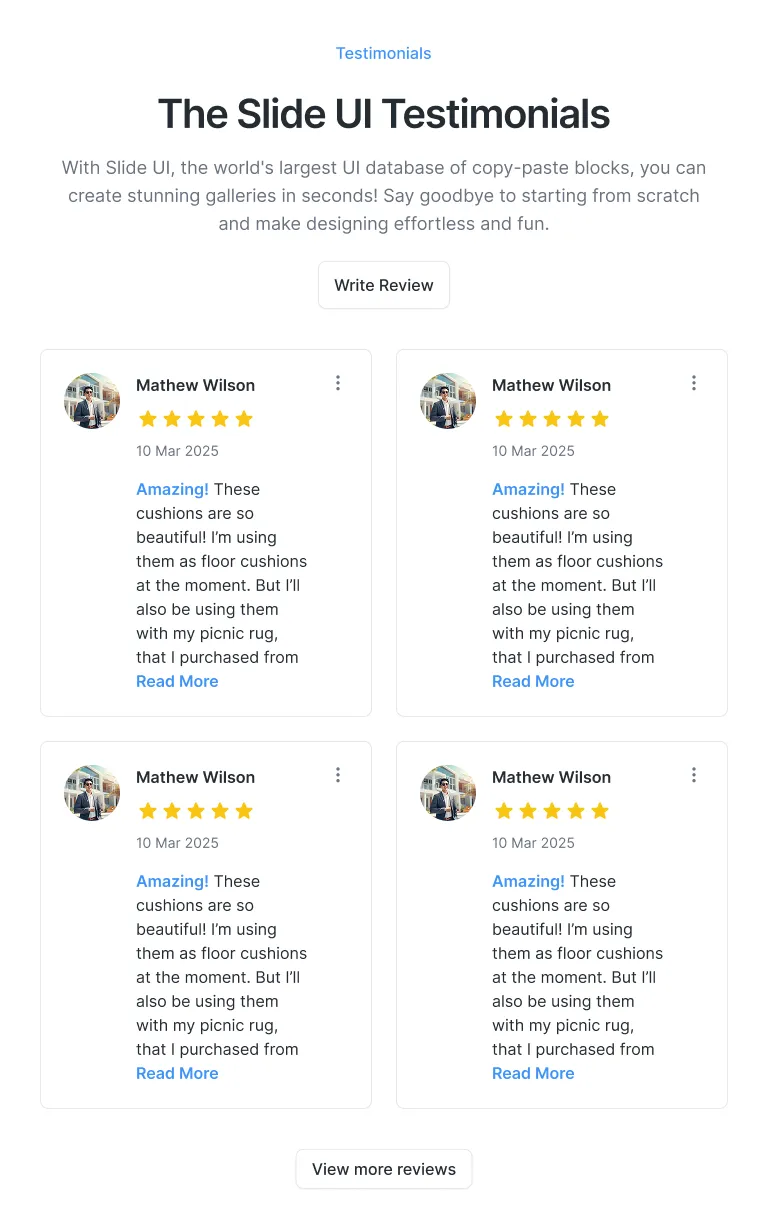 Testimonials
The Slide UI Testimonials
With Slide UI, the world's largest UI database of copy-paste blocks, you can
create stunning galleries in seconds! Say goodbye to starting from scratch
and make designing effortless and fun.
Write Review
Mathew Wilson
10 Mar 2025
Amazing! These
cushions are so
beautiful! I’m using
them as floor cushions
at the moment. But I’ll
also be using them
with my picnic rug,
that I purchased from
Read More
Mathew Wilson
10 Mar 2025
Amazing! These
cushions are so
beautiful! I’m using
them as floor cushions
at the moment. But I’ll
also be using them
with my picnic rug,
that I purchased from
Read More
Mathew Wilson
10 Mar 2025
Amazing! These
cushions are so
beautiful! I’m using
them as floor cushions
at the moment. But I’ll
also be using them
with my picnic rug,
that I purchased from
Read More
Mathew Wilson
10 Mar 2025
Amazing! These
cushions are so
beautiful! I’m using
them as floor cushions
at the moment. But I’ll
also be using them
with my picnic rug,
that I purchased from
Read More
View more reviews